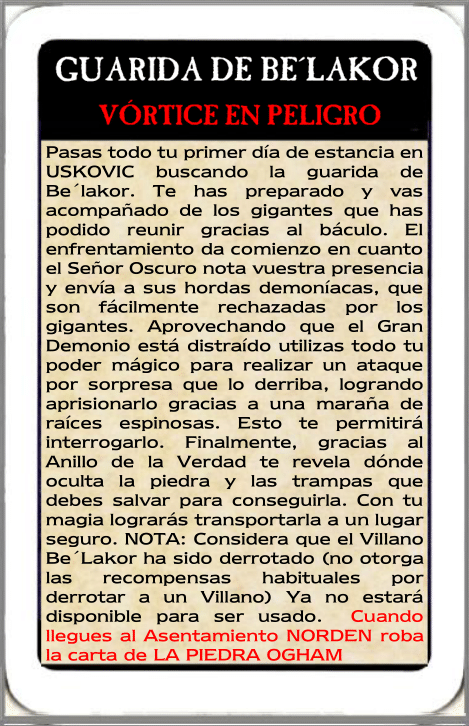 GUARIDA DE BE´LAKOR
VÓRTICE EN PELIGRO
Pasas todo tu primer día de estancia en
USKOVIC buscando la guarida de
Be´lakor. Te has preparado y vas
acompañado de los gigantes que has
podido reunir gracias al báculo. El
enfrentamiento da comienzo en cuanto
el Señor Oscuro nota vuestra presencia
y envía a sus hordas demoníacas, que
son fácilmente rechazadas por los
gigantes. Aprovechando que el Gran
Demonio está distraído utilizas todo tu
poder mágico para realizar un ataque
por sorpresa que lo derriba, logrando
aprisionarlo gracias a una maraña de
raíces espinosas. Esto te permitirá
interrogarlo. Finalmente, gracias al
Anillo de la Verdad te revela dónde
oculta la piedra y las trampas que
debes salvar para conseguirla. Con tu
magia lograrás transportarla a un lugar
seguro. NOTA: Considera que el Villano
Be´Lakor ha sido derrotado (no otorga
las recompensas habituales por
derrotar a un Villano) Ya no estará
disponible para ser usado. Cuando
llegues al Asentamiento NORDEN roba
la carta de LA PIEDRA OGHAM